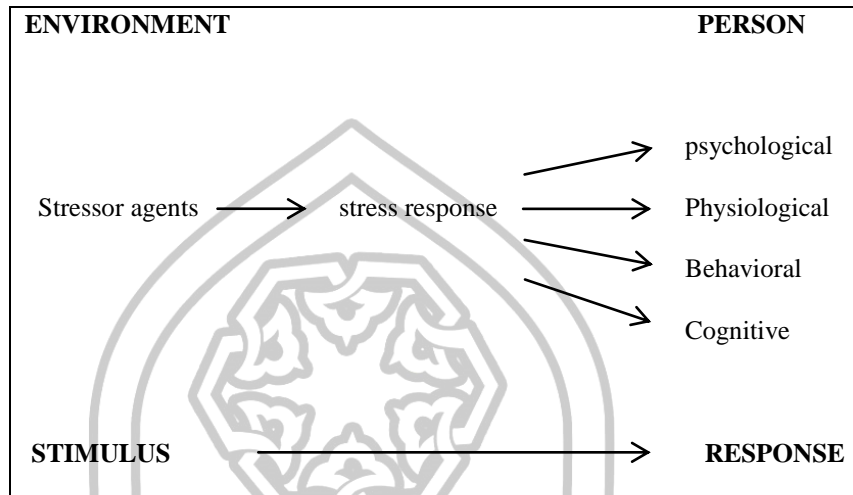 ENVIRONMENT PERSON
psychological
Stressor agents stress response Physiological
Behavioral
Cognitive
STIMULUS RESPONSE